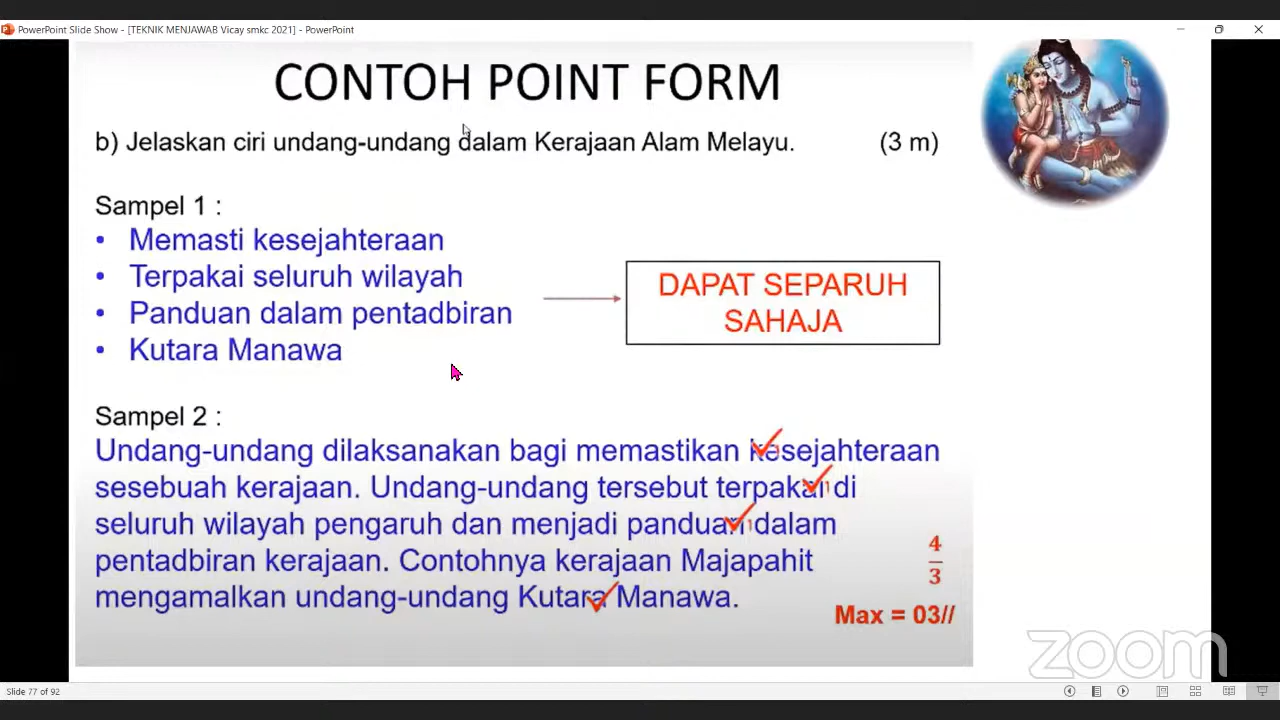 PowerPoint Slide Show - [TEKNIK MENJAWAB Vicay smkc 2021] - PowerPoint
CONTOH POINT FORM
b) Jelaskan ciri undang-undang dalam Kerajaan Alam Melayu. (3 m)
Sampel 1 :
• Memasti kesejahteraan
• Terpakai seluruh wilayah
• Panduan dalam pentadbiran
• Kutara Manawa
DAPAT SEPARUH
SAHAJA
Sampel 2 :
Undang-undang dilaksanakan bagi memastikan kesejahteraan
sesebuah kerajaan. Undang-undang tersebut terpakai di
seluruh wilayah pengaruh dan menjadi panduan dalam
pentadbiran kerajaan. Contohnya kerajaan Majapahit
mengamalkan undang-undang Kutara Manawa.
4
3
Max = 03//
zoom
Slide 77 of 92